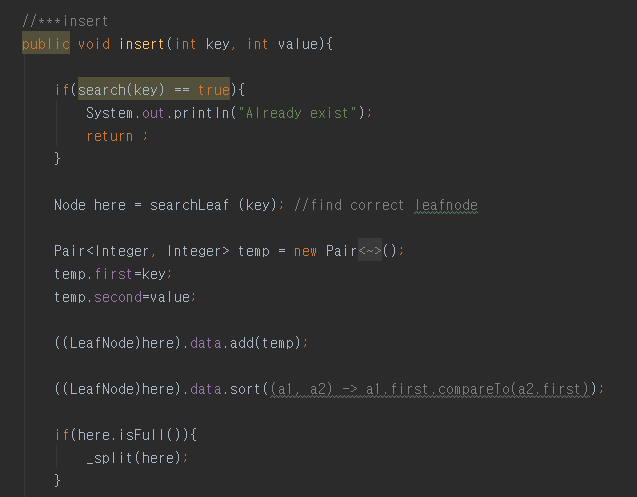 //***insert
public void insert(int key, int value){
if(search(key) == true){
System.out.println("Already exist");
return ;
}
Node here = searchLeaf (key); //find correct leafnode
Pair<Integer, Integer> temp = new Pair<~>();
temp.first=key;
temp.second=value;
((LeafNode)here).data.add(temp);
((LeafNode)here).data.sort((a1, a2) -> a1.first.compareTo(a2.first));
if(here.isFull()){
_split(here);
}